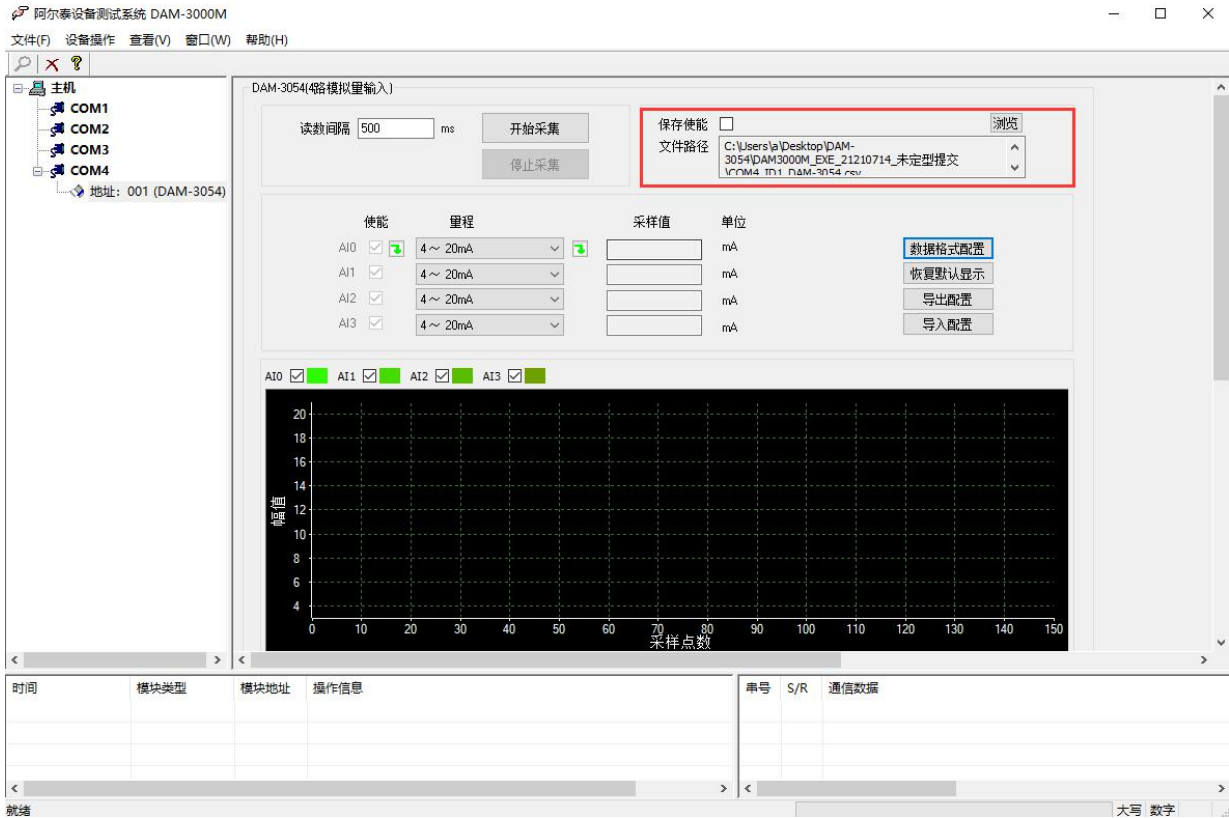 阿尔泰设备测试系统 DAM-3000M
文件(F) 设备操作 查看(V) 窗口(W) 帮助(H)
主机
COM1
COM2
COM3
COM4
地址：001 (DAM-3054)
DAM-3054(4路模拟量输入)
读数间隔 500 ms 开始采集
停止采集
保存使能 浏览
文件路径 C:\Users\a\Desktop\DAM-
3054\DAM3000M_EXE_21210714_未定型提交
\COM4_ID1_DAM-3054.csv
使能 量程 采样值 单位
AI0 4～ 20mA mA 数据格式配置
AI1 4～ 20mA mA 恢复默认显示
AI2 4～ 20mA mA 导出配置
AI3 4～ 20mA mA 导入配置
AI0 AI1 AI2 AI3
20
18
16
14
12
10
8
6
4
幅值
0 10 20 30 40 50 60 70 80 90 100 110 120 130 140 150
采样点数
时间 模块类型 模块地址 操作信息
串号 S/R 通信数据
就绪 大写 数字